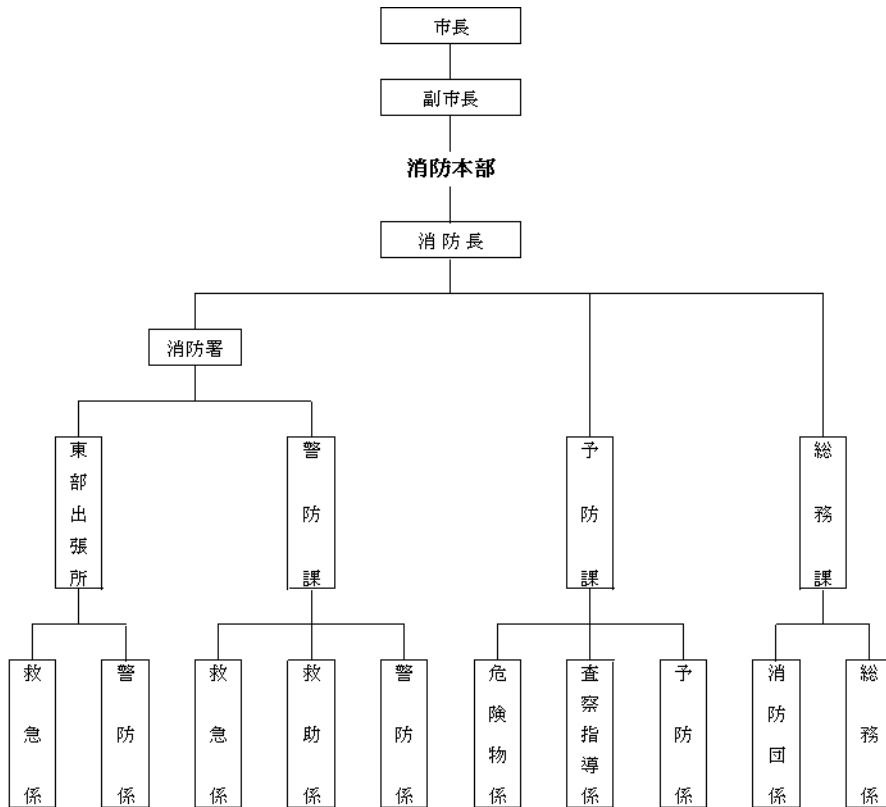 市長
副市長
消防本部
消防長
消防署
東部出張所
警防課
予防課
総務課
救急係
警防係
救急係
救助係
警防係
危険物係
査察指導係
予防係
消防団係
総務係